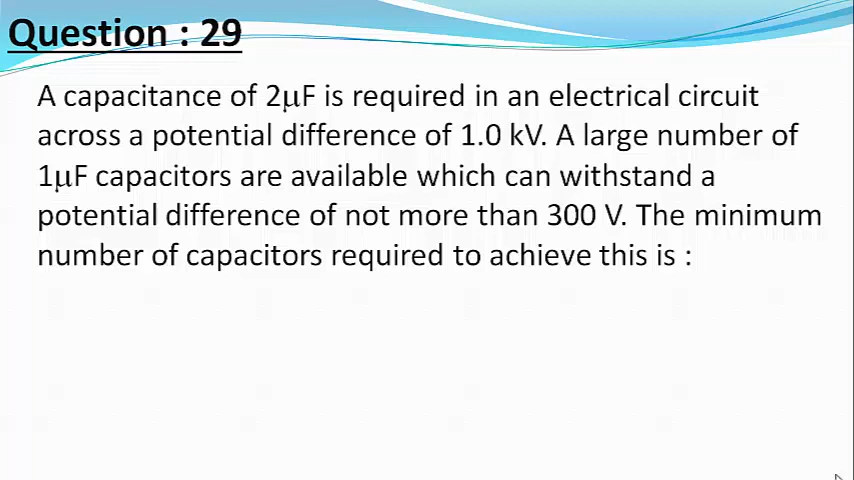 Question : 29
A capacitance of 2μF is required in an electrical circuit
across a potential difference of 1.0 kV. A large number of
1μF capacitors are available which can withstand a
potential difference of not more than 300 V. The minimum
number of capacitors required to achieve this is :